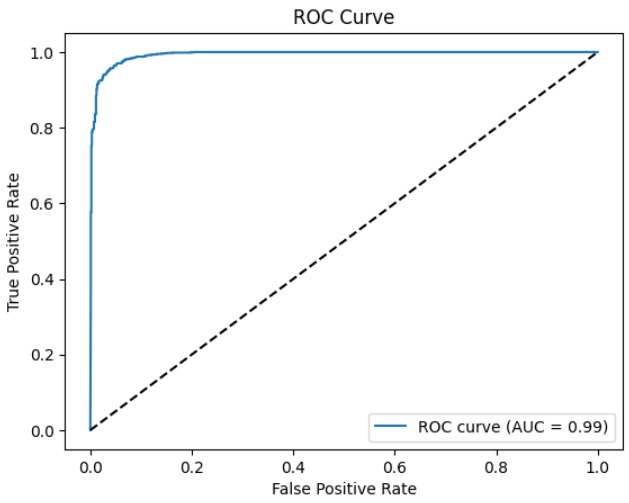 ROC Curve
1.0
0.8
0.6
0.4
0.2
0.0
True Positive Rate
ROC curve (AUC = 0.99)
0.0 0.2 0.4 0.6 0.8 1.0
False Positive Rate